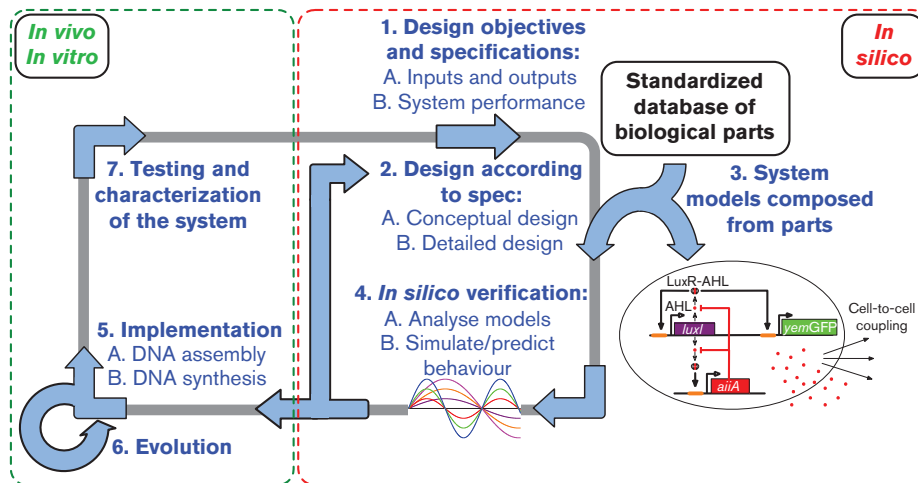 In vivo
In vitro
1. Design objectives
and specifications:
A. Inputs and outputs
B. System performance
In
silico
Standardized
database of
biological parts
7. Testing and
characterization
of the system
2. Design according
to spec:
A. Conceptual design
B. Detailed design
3. System
models composed
from parts
4. In silico verification:
A. Analyse models
B. Simulate/predict
behaviour
LuxR-AHL
AHL
luxI
yemGFP
aiiA
Cell-to-cell
coupling
5. Implementation
A. DNA assembly
B. DNA synthesis
6. Evolution